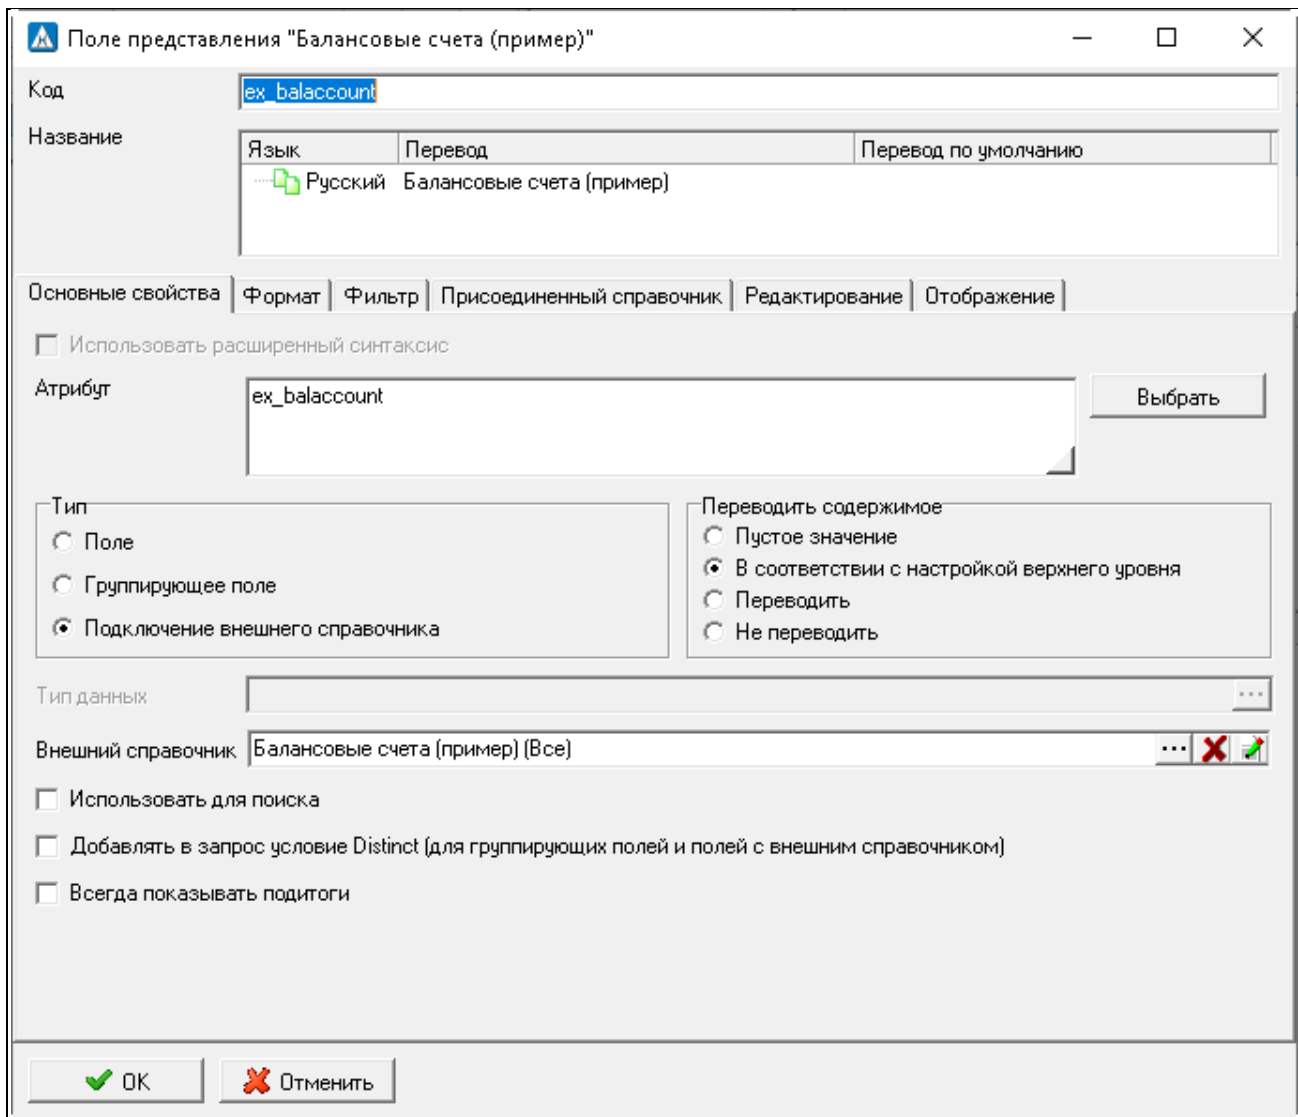 Поле представления "Балансовые счета (пример)"
Код
ex_balaccount
Название
Язык Перевод Перевод по умолчанию
Русский Балансовые счета (пример)
Основные свойства Формат Фильтр Присоединенный справочник Редактирование Отображение
Использовать расширенный синтаксис
Атрибут
ex_balaccount
Выбрать
Тип
Поле
Группирующее поле
Подключение внешнего справочника
Переводить содержимое
Пустое значение
В соответствии с настройкой верхнего уровня
Переводить
Не переводить
Тип данных
...
Внешний справочник Балансовые счета (пример) (Все) ...
Использовать для поиска
Добавлять в запрос условие Distinct (для группирующих полей и полей с внешним справочником)
Всегда показывать подитоги
OK Отменить